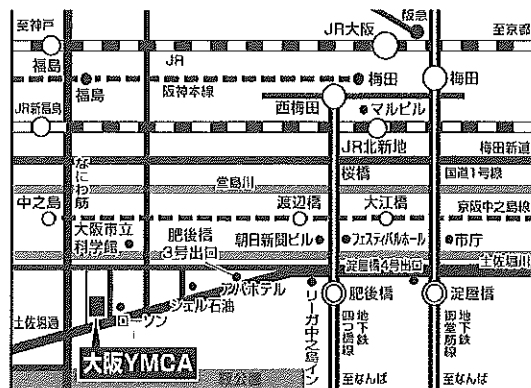 至神戸
阪急
至京都
JR大阪
福島
JR
福島
阪神本線
梅田
梅田
西梅田
マルビル
JR新福島
JR北新地
梅田新道
なにわ筋
桜橋
国道1号線
堂島川
中之島
渡辺橋
大江橋
京阪中之島線
大阪市立
科学館
肥後橋
3号出口
朝日新聞ビル
フェスティバルホール
市庁
土佐堀川
淀屋橋4号出口
アパホテル
シェル石油
リーガ中之島イン
肥後橋
淀屋橋
土佐堀通
ローソン
大阪YMCA
地下鉄
四つ橋線
地下鉄
御堂筋線
至なんば
至なんば